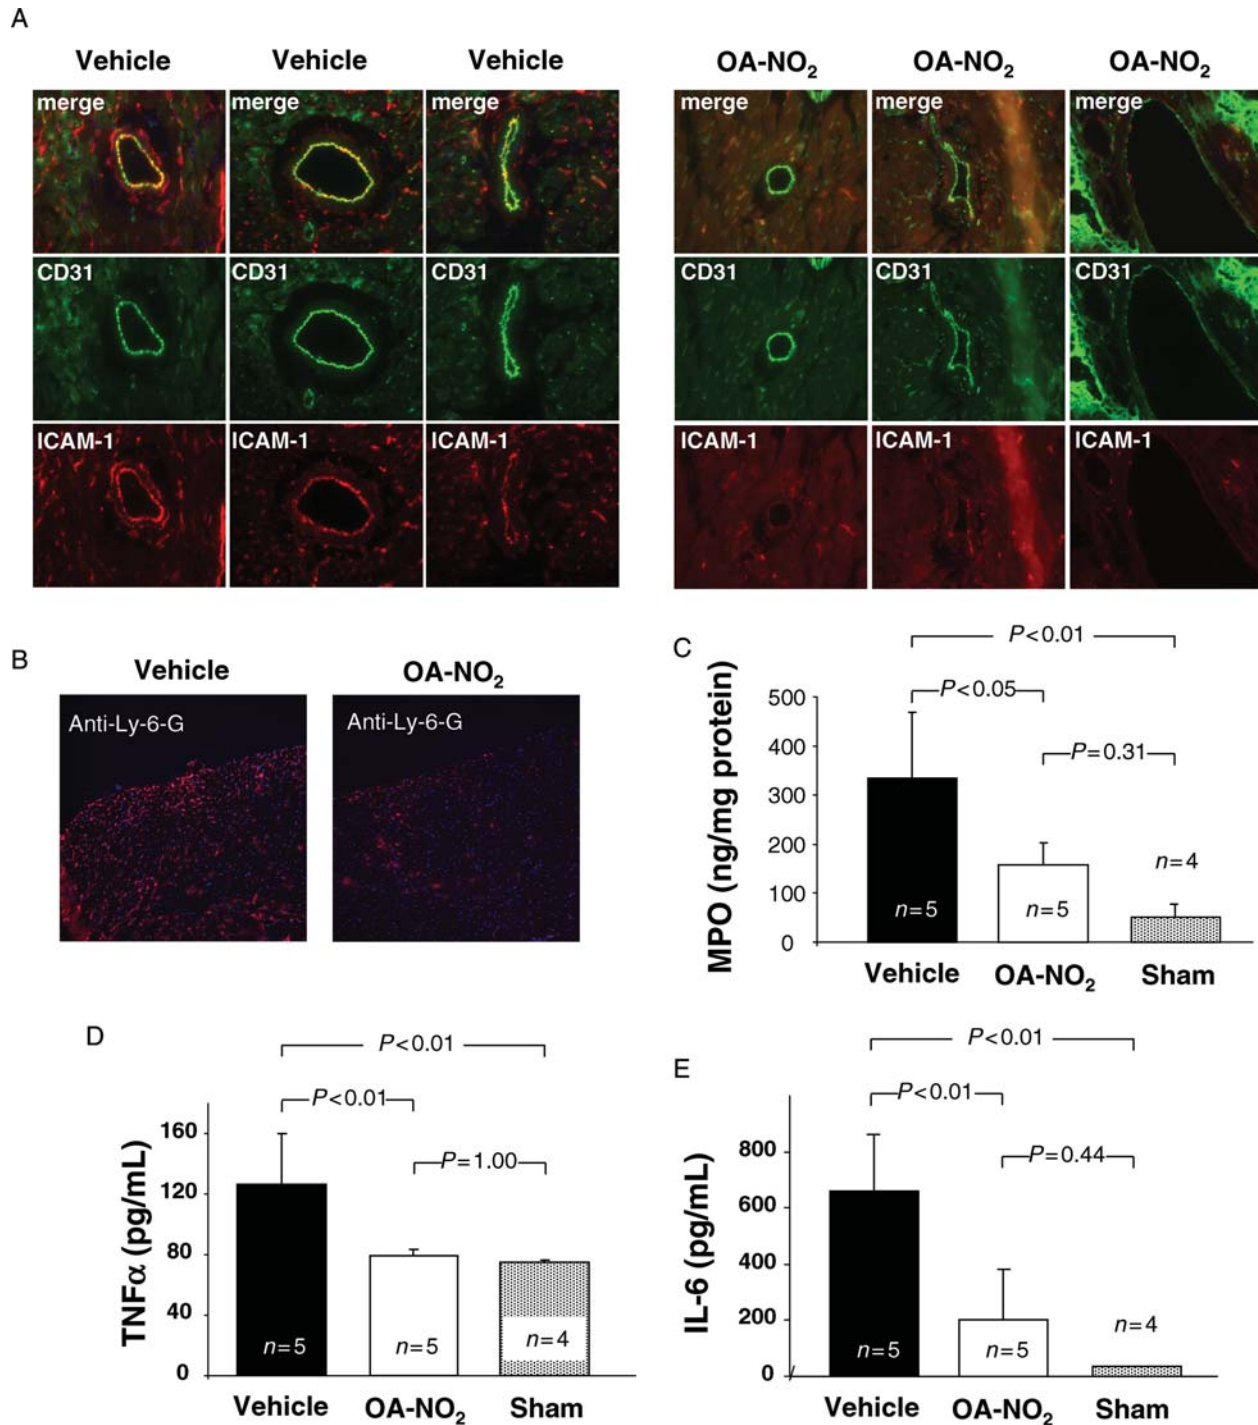 A
Vehicle Vehicle Vehicle OA-NO₂ OA-NO₂ OA-NO₂
merge merge merge merge merge merge
CD31 CD31 CD31 CD31 CD31 CD31
ICAM-1 ICAM-1 ICAM-1 ICAM-1 ICAM-1 ICAM-1
B
Vehicle OA-NO₂
Anti-Ly-6-G Anti-Ly-6-G
C
P<0.01
P<0.05
P=0.31
MPO (ng/mg protein)
500
400
300
200
100
0
n=5 n=5 n=4
Vehicle OA-NO₂ Sham
D
P<0.01
P<0.01
P=1.00
TNFα (pg/mL)
160
120
80
40
0
n=5 n=5 n=4
Vehicle OA-NO₂ Sham
E
P<0.01
P<0.01
P=0.44
IL-6 (pg/mL)
800
600
400
200
0
n=5 n=5 n=4
Vehicle OA-NO₂ Sham